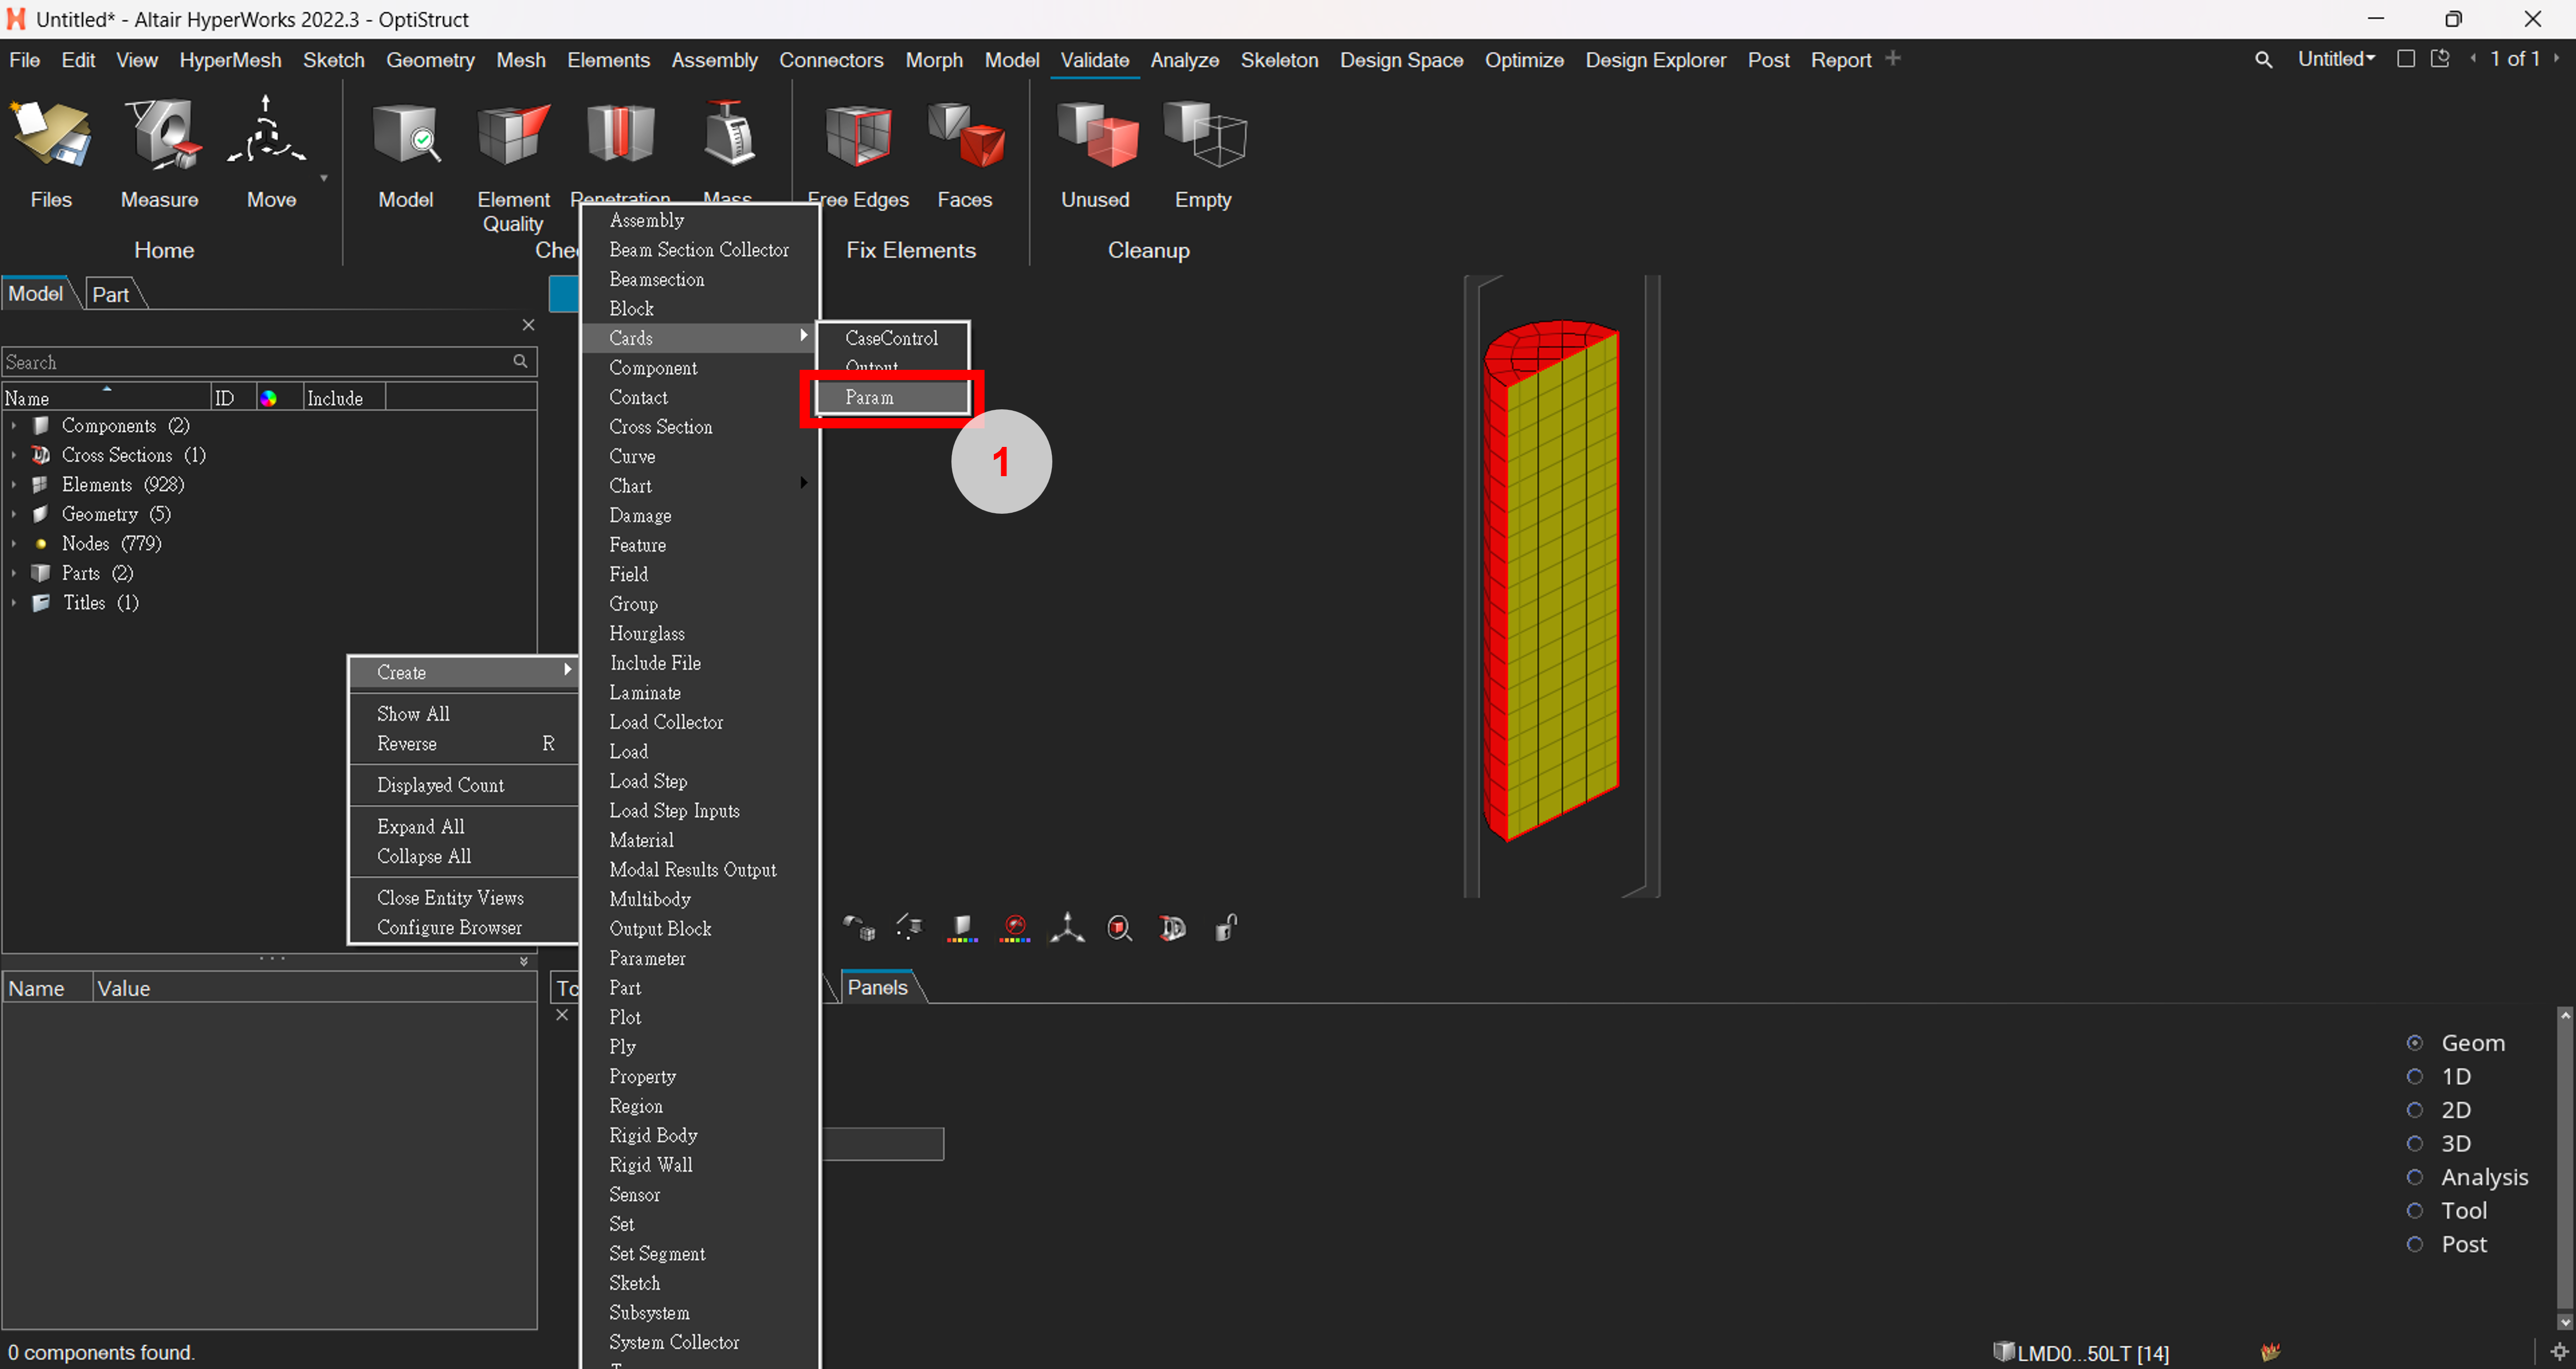 Untitled* - Altair HyperWorks 2022.3 - OptiStruct
File Edit View HyperMesh Sketch Geometry Mesh Elements Assembly Connectors Morph Model Validate Analyze Skeleton Design Space Optimize Design Explorer Post Report Untitled 1 of 1
Files Measure Move Model Element Quality Penetration Mass Free Edges Faces Unused Empty
Home Fix Elements Cleanup
Model Part
Search
Name ID Include
Components (2)
Cross Sections (1)
Elements (928)
Geometry (5)
Nodes (779)
Parts (2)
Titles (1)
Create
Show All
Reverse R
Displayed Count
Expand All
Collapse All
Close Entity Views
Configure Browser
Assembly
Beam Section Collector
Beamsection
Block
Cards
Component
Contact
Cross Section
Curve
Chart
Damage
Feature
Field
Group
Hourglass
Include File
Laminate
Load Collector
Load
Load Step
Load Step Inputs
Material
Modal Results Output
Multibody
Output Block
Parameter
Part
Plot
Ply
Property
Region
Rigid Body
Rigid Wall
Sensor
Set
Set Segment
Sketch
Subsystem
System Collector
CaseControl
Output
Param
1
Name Value
Panels
Geom
1D
2D
3D
Analysis
Tool
Post
0 components found.
LMD0...50LT [14]